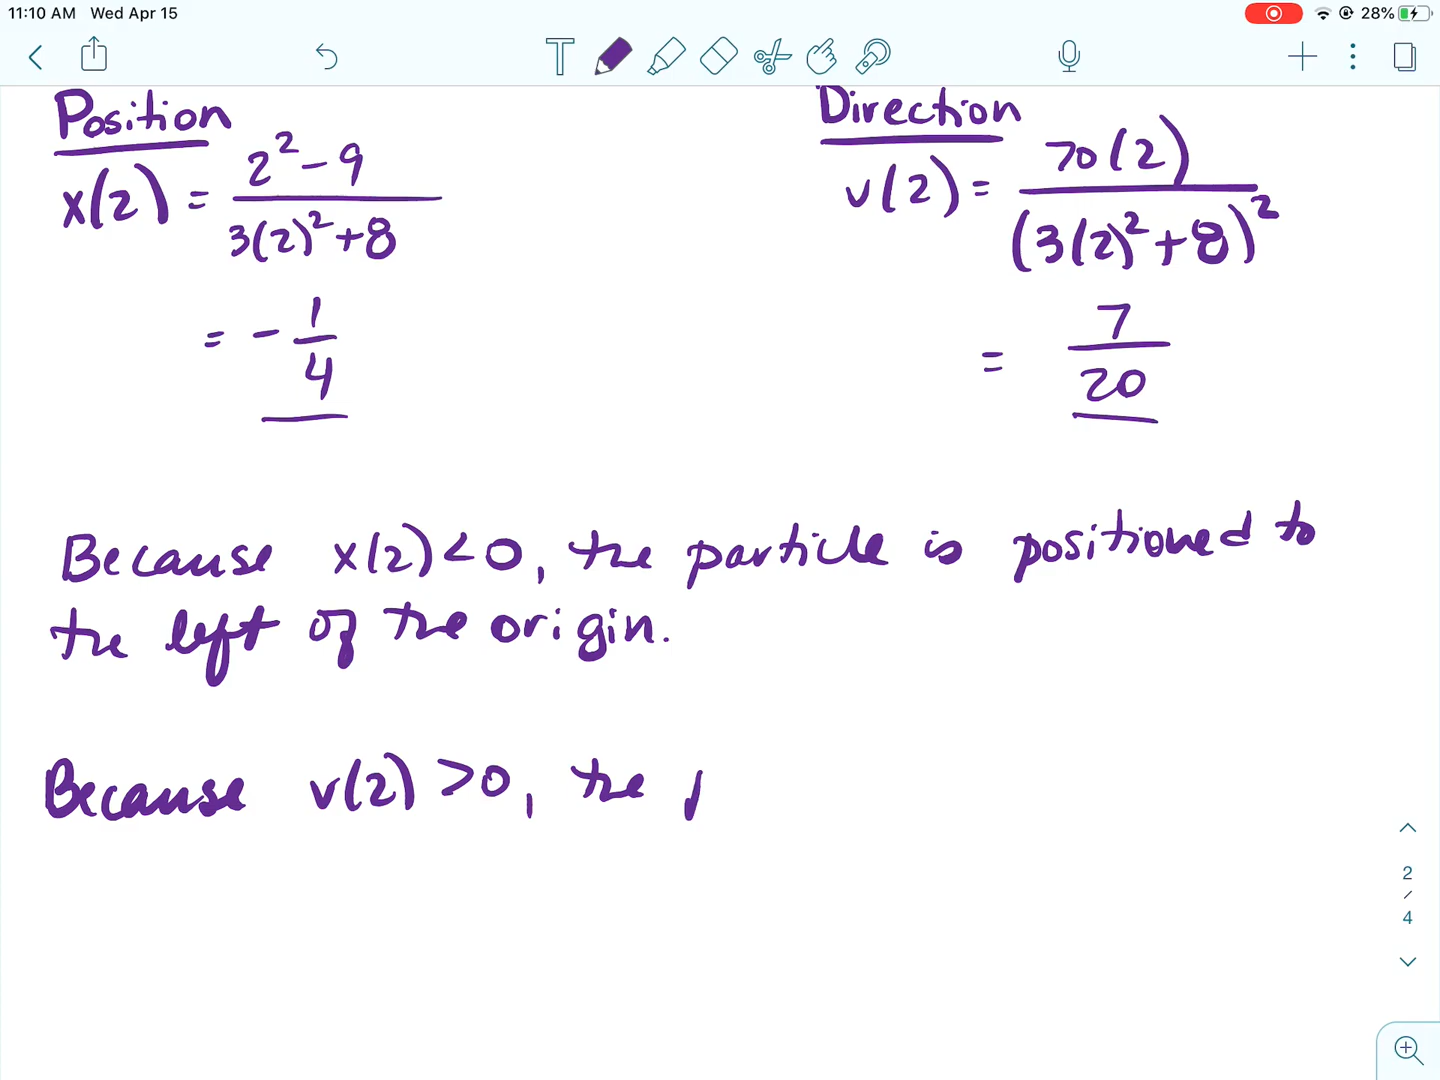 11:10 AM Wed Apr 15
28%
T
Position
Direction
x(2) = (2² - 9)/(3(2)² + 8)
v(2) = 70(2)/(3(2)² + 8)²
= - 1/4
= 7/20
Because x(2) < 0, the particle is positioned to
the left of the origin.
Because v(2) > 0, the p
2
/
4